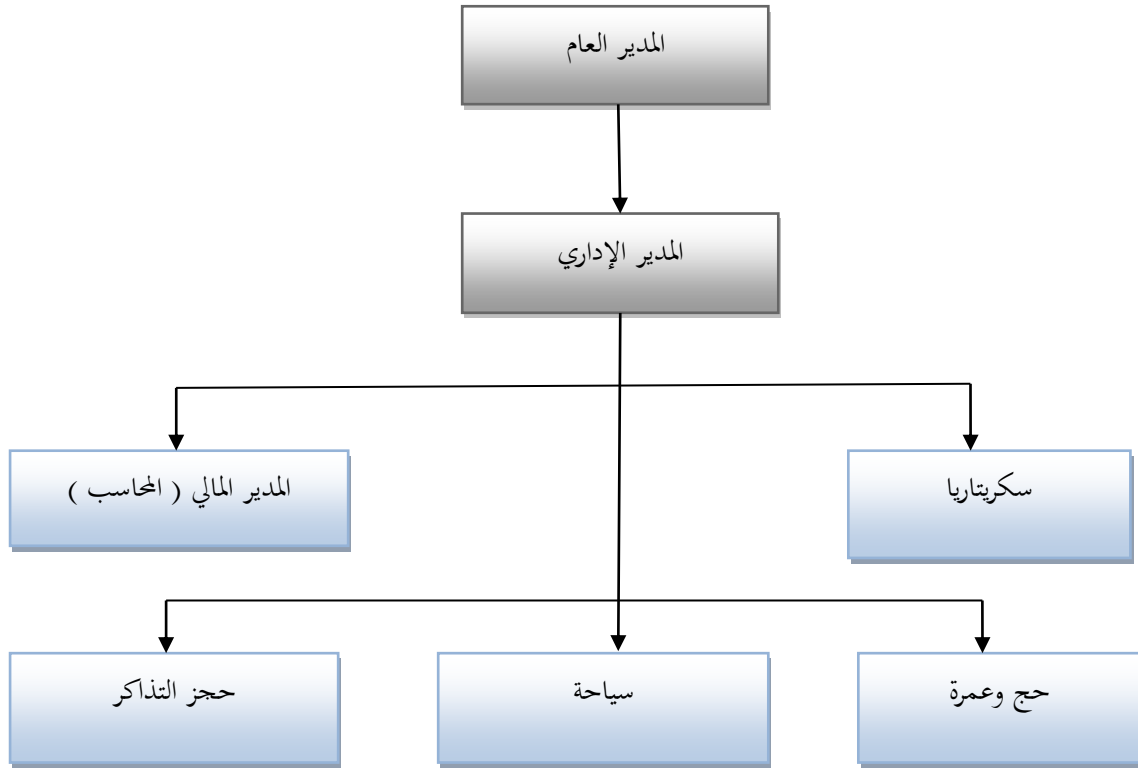 المدير العام
المدير الإداري
سكريتاريا
المدير المالي ( المحاسب )
حج وعمرة
سياحة
حجز التذاكر